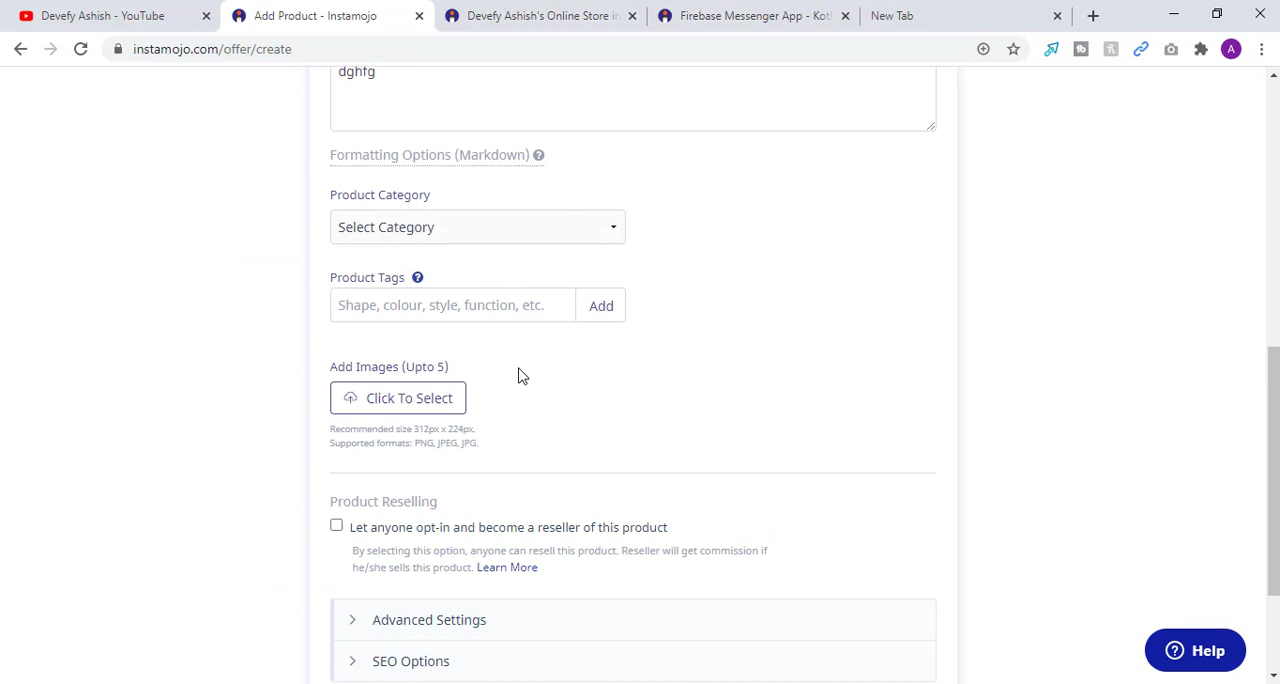 Devefy Ashish - YouTube
Add Product - Instamojo
Devefy Ashish's Online Store in
Firebase Messenger App - Kotl
New Tab
instamojo.com/offer/create
A
dghfg
Formatting Options (Markdown)
Product Category
Select Category
Product Tags
Shape, colour, style, function, etc.
Add
Add Images (Upto 5)
Click To Select
Recommended size 312px x 224px.
Supported formats: PNG, JPEG, JPG.
Product Reselling
Let anyone opt-in and become a reseller of this product
By selecting this option, anyone can resell this product. Reseller will get commission if
he/she sells this product. Learn More
Advanced Settings
SEO Options
Help